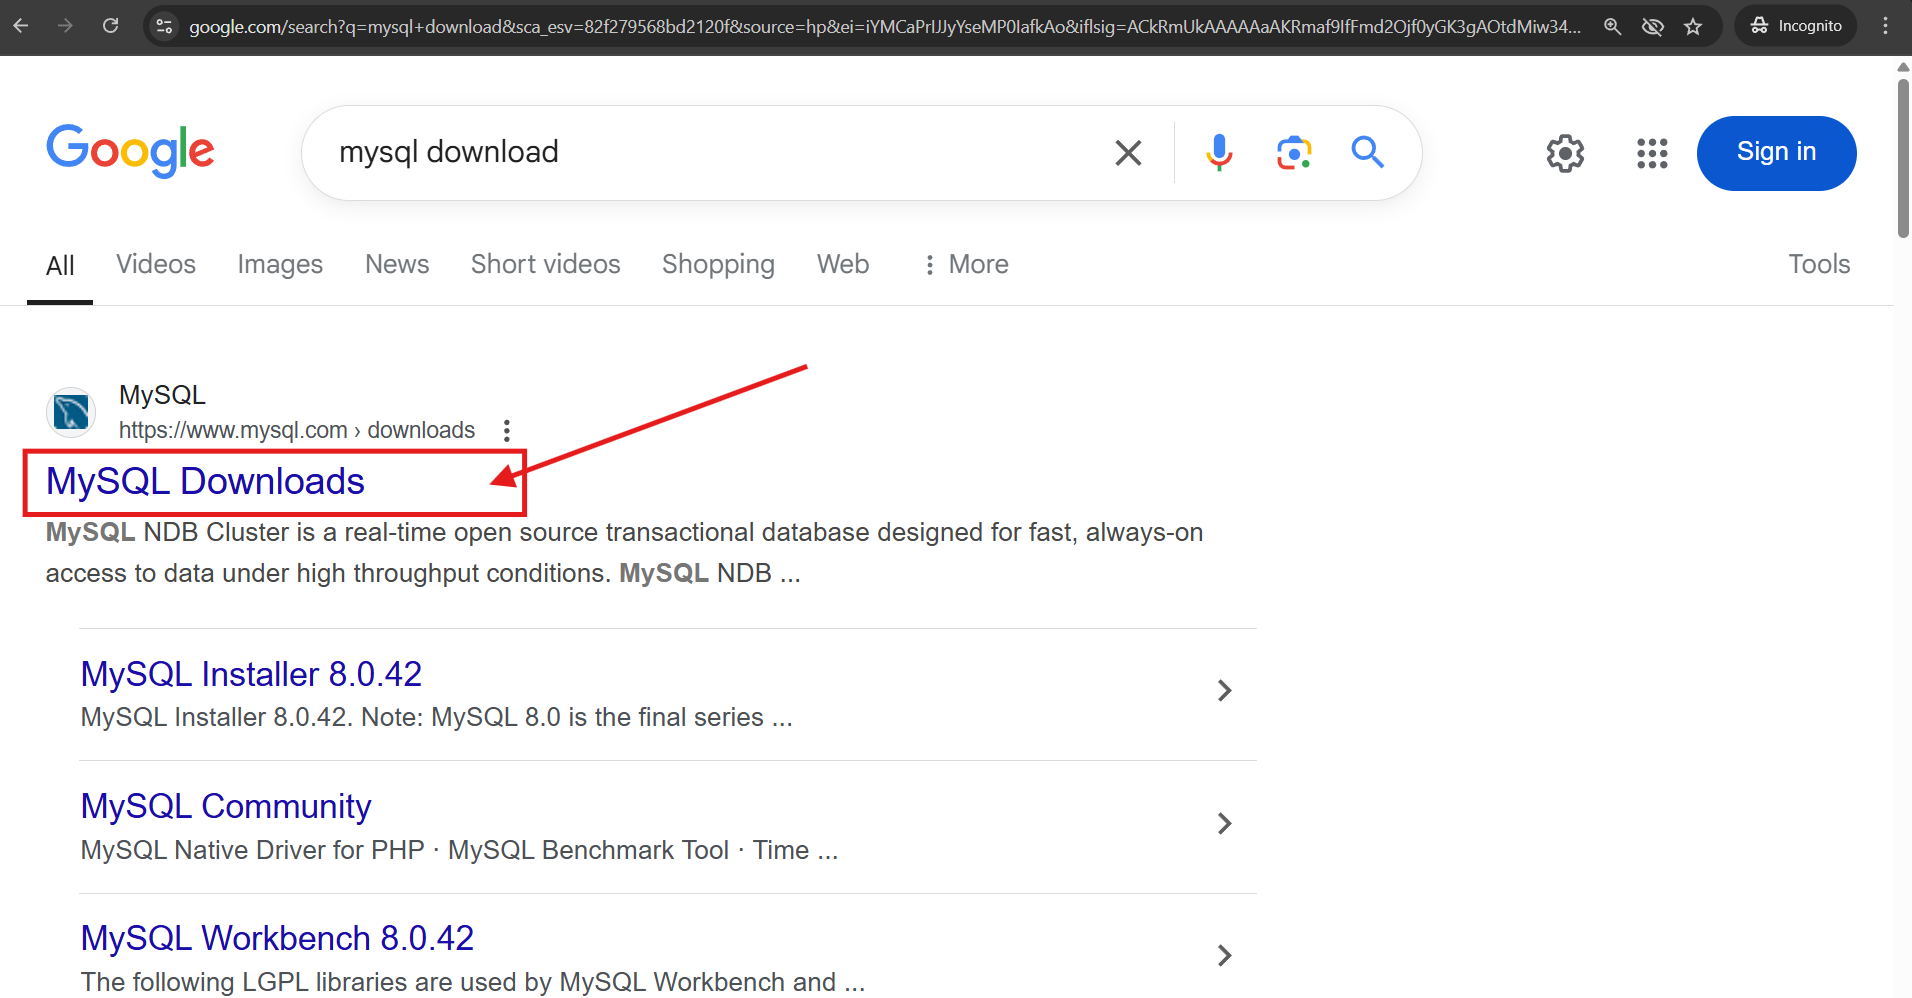 google.com/search?q=mysql+download&sca_esv=82f279568bd2120f&source=hp&ei=iYMCaPrIJJyYseMP0IafkAo&iflsig=ACkRmUkAAAAAaAKRmaf9IfFmd2Ojf0yGK3gAOtdMiw34...
Incognito
Google
mysql download
Sign in
All Videos Images News Short videos Shopping Web More Tools
MySQL
https://www.mysql.com › downloads
MySQL Downloads
MySQL NDB Cluster is a real-time open source transactional database designed for fast, always-on
access to data under high throughput conditions. MySQL NDB ...
MySQL Installer 8.0.42
MySQL Installer 8.0.42. Note: MySQL 8.0 is the final series ...
MySQL Community
MySQL Native Driver for PHP · MySQL Benchmark Tool · Time ...
MySQL Workbench 8.0.42
The following LGPL libraries are used by MySQL Workbench and ...